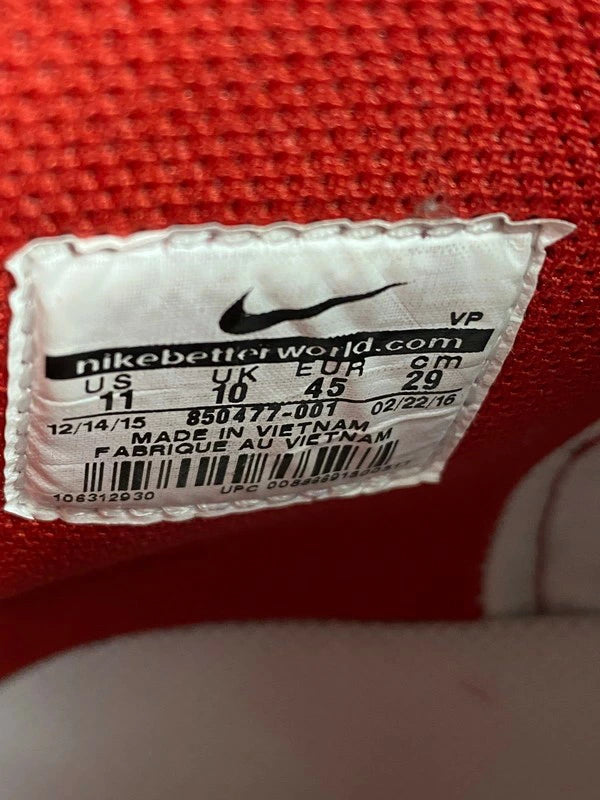 VP
nikebetterworld.com
US UK EUR cm
11 10 45 29
12/14/15 850477-001 02/22/16
MADE IN VIETNAM
FABRIQUE AU VIETNAM
106312930 UPC